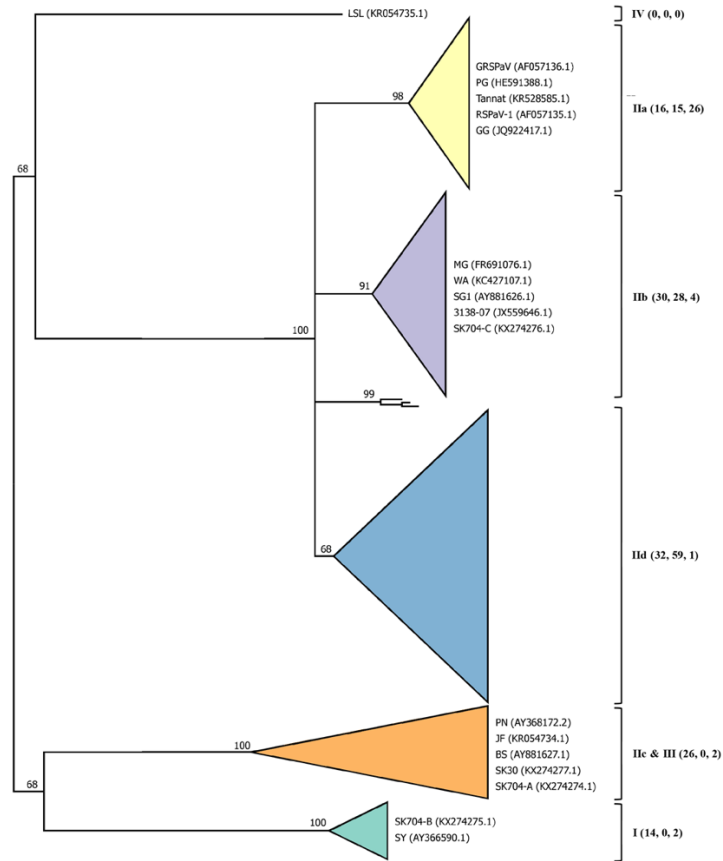 LSL (KR054735.1)
IV (0, 0, 0)
GRSPaV (AF057136.1)
PG (HE591388.1)
Tannat (KR528585.1)
RSPaV-1 (AF057135.1)
GG (JQ922417.1)
98
IIa (16, 15, 26)
68
MG (FR691076.1)
WA (KC427107.1)
SG1 (AY881626.1)
3138-07 (JX559646.1)
SK704-C (KX274276.1)
91
IIb (30, 28, 4)
100
99
68
IId (32, 59, 1)
PN (AY368172.2)
JF (KR054734.1)
BS (AY881627.1)
SK30 (KX274277.1)
SK704-A (KX274274.1)
100
IIc & III (26, 0, 2)
68
SK704-B (KX274275.1)
SY (AY366590.1)
100
I (14, 0, 2)